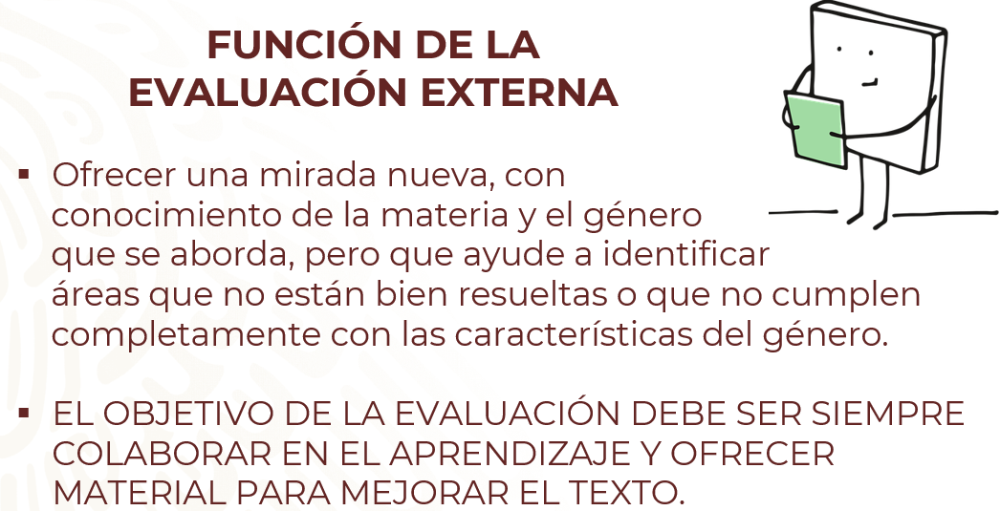 FUNCIÓN DE LA
EVALUACIÓN EXTERNA
▪ Ofrecer una mirada nueva, con
conocimiento de la materia y el género
que se aborda, pero que ayude a identificar
áreas que no están bien resueltas o que no cumplen
completamente con las características del género.
▪ EL OBJETIVO DE LA EVALUACIÓN DEBE SER SIEMPRE
COLABORAR EN EL APRENDIZAJE Y OFRECER
MATERIAL PARA MEJORAR EL TEXTO.